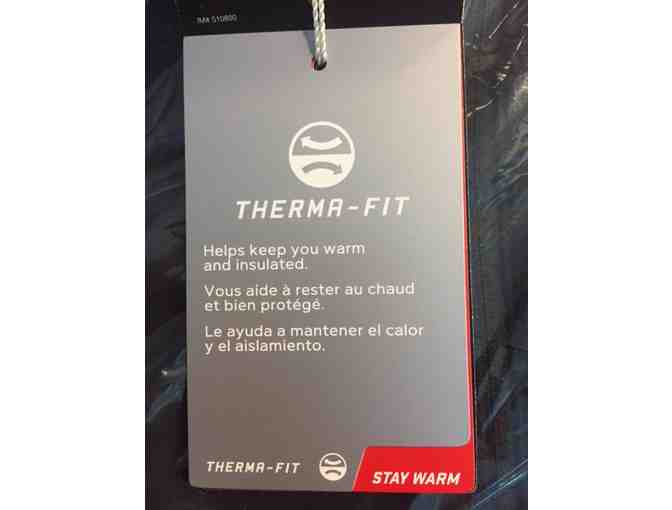 IM# 510800
THERMA-FIT
Helps keep you warm
and insulated.
Vous aide à rester au chaud
et bien protégé.
Le ayuda a mantener el calor
y el aislamiento.
THERMA-FIT
STAY WARM